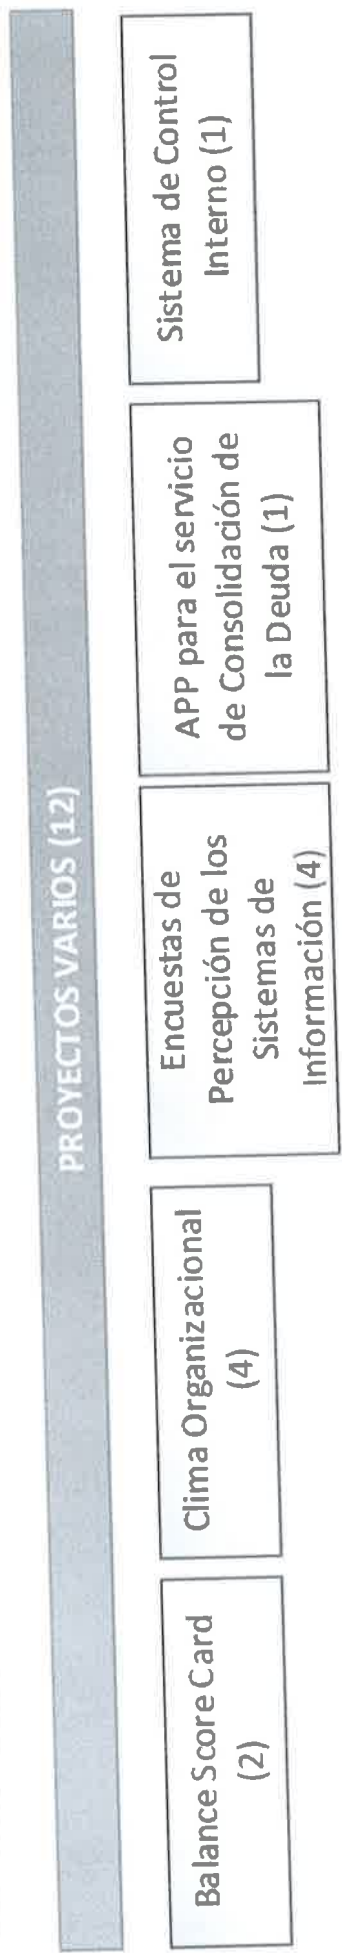 PROYECTOS VARIOS (12)
Balance Score Card
(2)
Clima Organizacional
(4)
Encuestas de
Percepción de los
Sistemas de
Información (4)
APP para el servicio
de Consolidación de
la Deuda (1)
Sistema de Control
Interno (1)